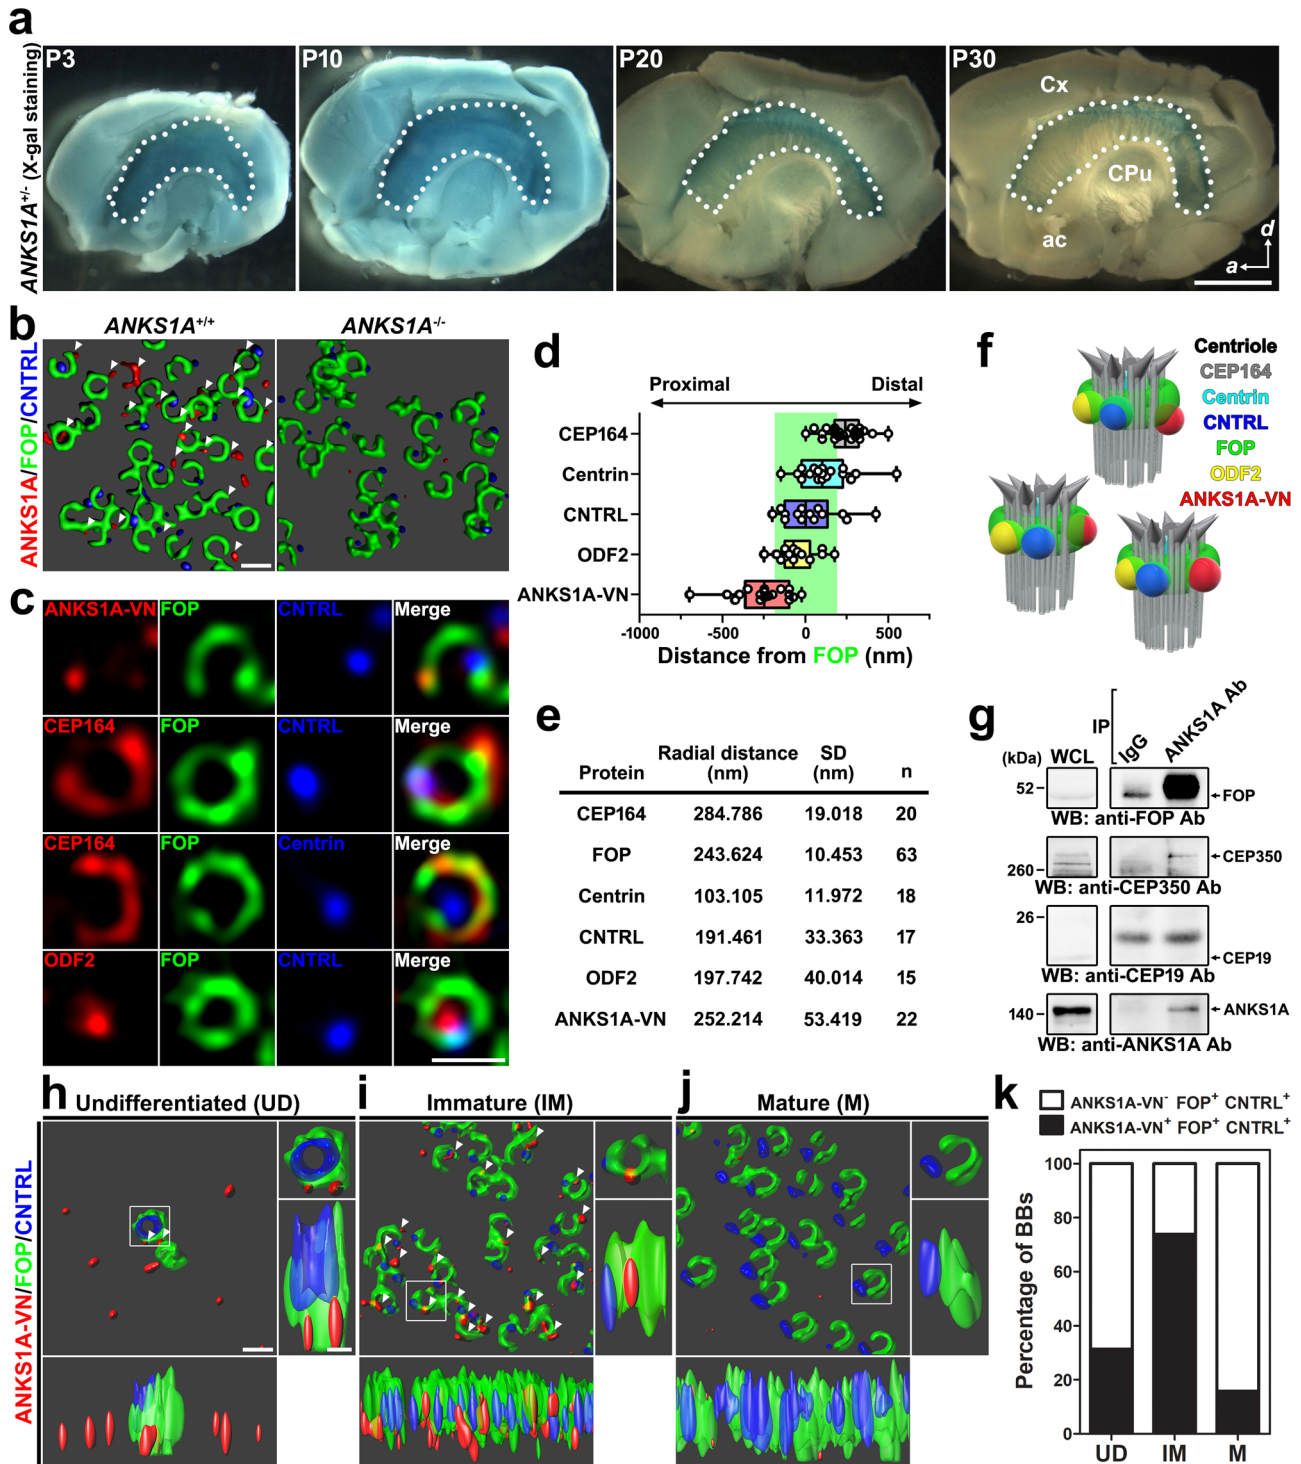 a
ANKS1A+/- (X-gal staining)
P3
P10
P20
P30
Cx
CPu
ac
d
a
b
ANKS1A+/+
ANKS1A-/-
ANKS1A/FOP/CNTRL
c
ANKS1A-VN
FOP
CNTRL
Merge
CEP164
FOP
CNTRL
Merge
CEP164
FOP
Centrin
Merge
ODF2
FOP
CNTRL
Merge
d
Proximal
Distal
CEP164
Centrin
CNTRL
ODF2
ANKS1A-VN
-1000
-500
0
500
Distance from FOP (nm)
e
Protein
Radial distance (nm)
SD (nm)
n
CEP164 284.786 19.018 20
FOP 243.624 10.453 63
Centrin 103.105 11.972 18
CNTRL 191.461 33.363 17
ODF2 197.742 40.014 15
ANKS1A-VN 252.214 53.419 22
f
Centriole
CEP164
Centrin
CNTRL
FOP
ODF2
ANKS1A-VN
g
IP
(kDa)
WCL
IgG
ANKS1A Ab
52
FOP
WB: anti-FOP Ab
260
CEP350
WB: anti-CEP350 Ab
26
CEP19
WB: anti-CEP19 Ab
140
ANKS1A
WB: anti-ANKS1A Ab
h
Undifferentiated (UD)
i
Immature (IM)
j
Mature (M)
ANKS1A-VN/FOP/CNTRL
k
ANKS1A-VN- FOP+ CNTRL+
ANKS1A-VN+ FOP+ CNTRL+
Percentage of BBs
100
80
60
40
20
0
UD
IM
M